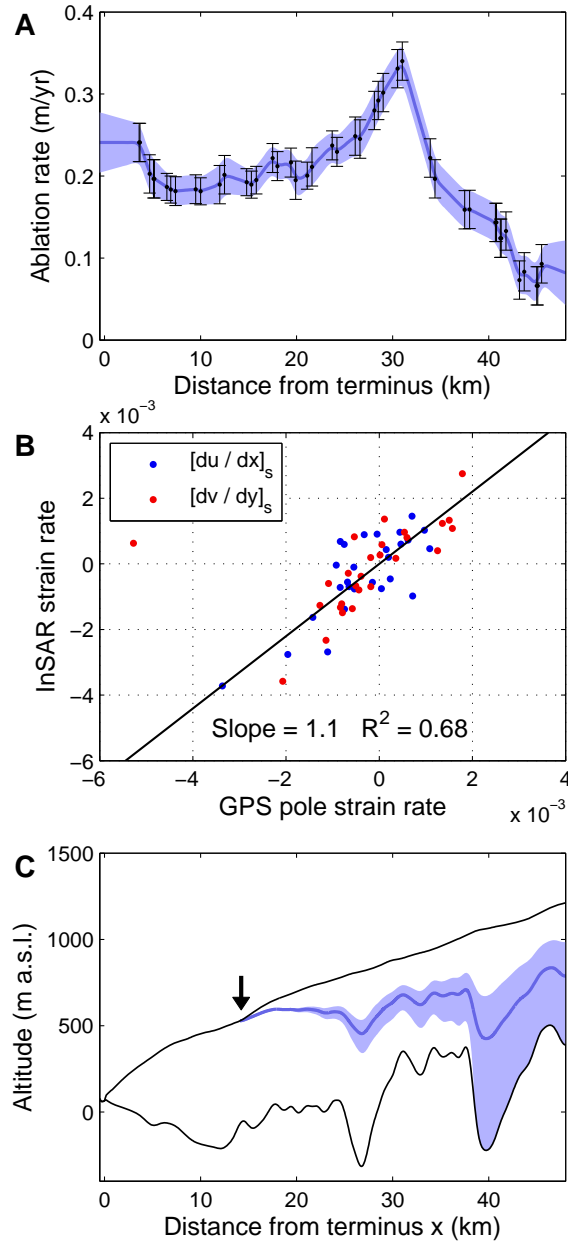 A
Ablation rate (m/yr)
0.4
0.3
0.2
0.1
0
0 10 20 30 40
Distance from terminus (km)
B
x 10⁻³
InSAR strain rate
4
2
0
−2
−4
−6
[du / dx]s
[dv / dy]s
Slope = 1.1 R² = 0.68
−6 −4 −2 0 2 4
GPS pole strain rate
x 10⁻³
C
Altitude (m a.s.l.)
1500
1000
500
0
0 10 20 30 40
Distance from terminus x (km)